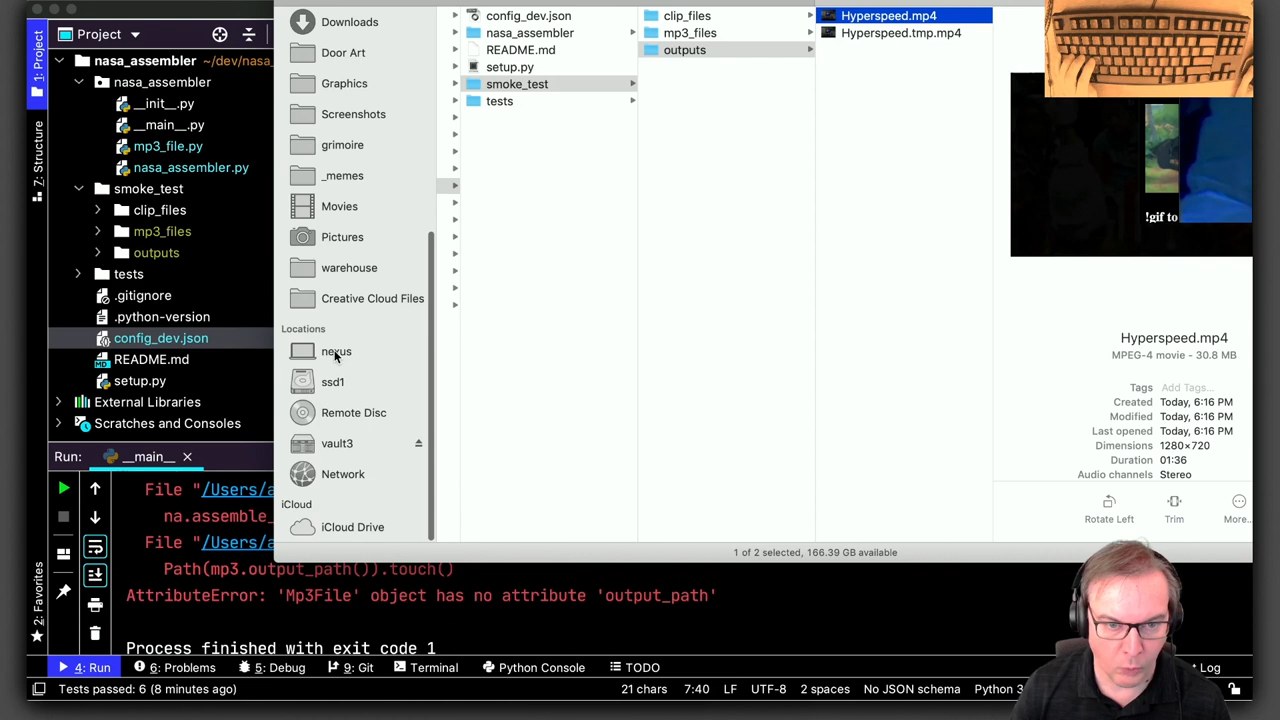 1: Project
7: Structure
2: Favorites
Project
nasa_assembler ~/dev/nasa_
nasa_assembler
__init__.py
__main__.py
mp3_file.py
nasa_assembler.py
smoke_test
clip_files
mp3_files
outputs
tests
.gitignore
.python-version
config_dev.json
README.md
setup.py
External Libraries
Scratches and Consoles
Downloads
Door Art
Graphics
Screenshots
grimoire
_memes
Movies
Pictures
warehouse
Creative Cloud Files
Locations
nexus
ssd1
Remote Disc
vault3
Network
iCloud
iCloud Drive
config_dev.json
nasa_assembler
README.md
setup.py
smoke_test
tests
clip_files
mp3_files
outputs
Hyperspeed.mp4
Hyperspeed.tmp.mp4
!gif to
Hyperspeed.mp4
MPEG-4 movie - 30.8 MB
Tags Add Tags...
Created Today, 6:16 PM
Modified Today, 6:16 PM
Last opened Today, 6:16 PM
Dimensions 1280×720
Duration 01:36
Audio channels Stereo
Rotate Left Trim More...
1 of 2 selected, 166.39 GB available
Run: __main__
File "/Users/a
na.assemble_
File "/Users/a
Path(mp3.output_path()).touch()
AttributeError: 'Mp3File' object has no attribute 'output_path'
Process finished with exit code 1
4: Run 6: Problems 5: Debug 9: Git Terminal Python Console TODO Log
Tests passed: 6 (8 minutes ago) 21 chars 7:40 LF UTF-8 2 spaces No JSON schema Python 3